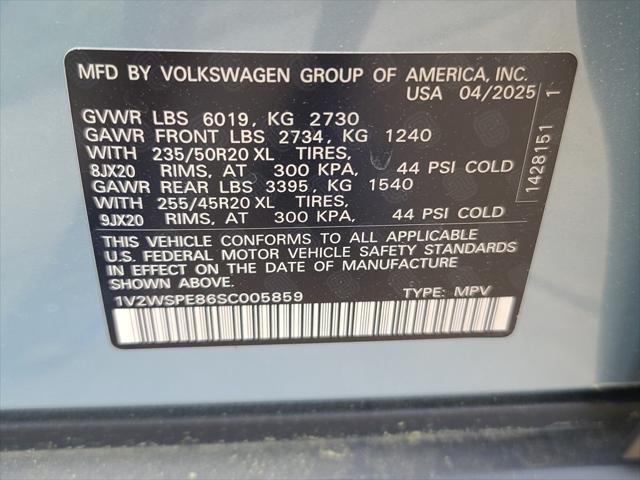 MFD BY VOLKSWAGEN GROUP OF AMERICA, INC.
USA 04/2025
GVWR LBS 6019, KG 2730
GAWR FRONT LBS 2734, KG 1240
WITH 235/50R20 XL TIRES,
8JX20 RIMS, AT 300 KPA, 44 PSI COLD
GAWR REAR LBS 3395, KG 1540
WITH 255/45R20 XL TIRES,
9JX20 RIMS, AT 300 KPA, 44 PSI COLD
THIS VEHICLE CONFORMS TO ALL APPLICABLE
U.S. FEDERAL MOTOR VEHICLE SAFETY STANDARDS
IN EFFECT ON THE DATE OF MANUFACTURE
SHOWN ABOVE.
1V2WSPE86SC005859 TYPE: MPV
1428151 1